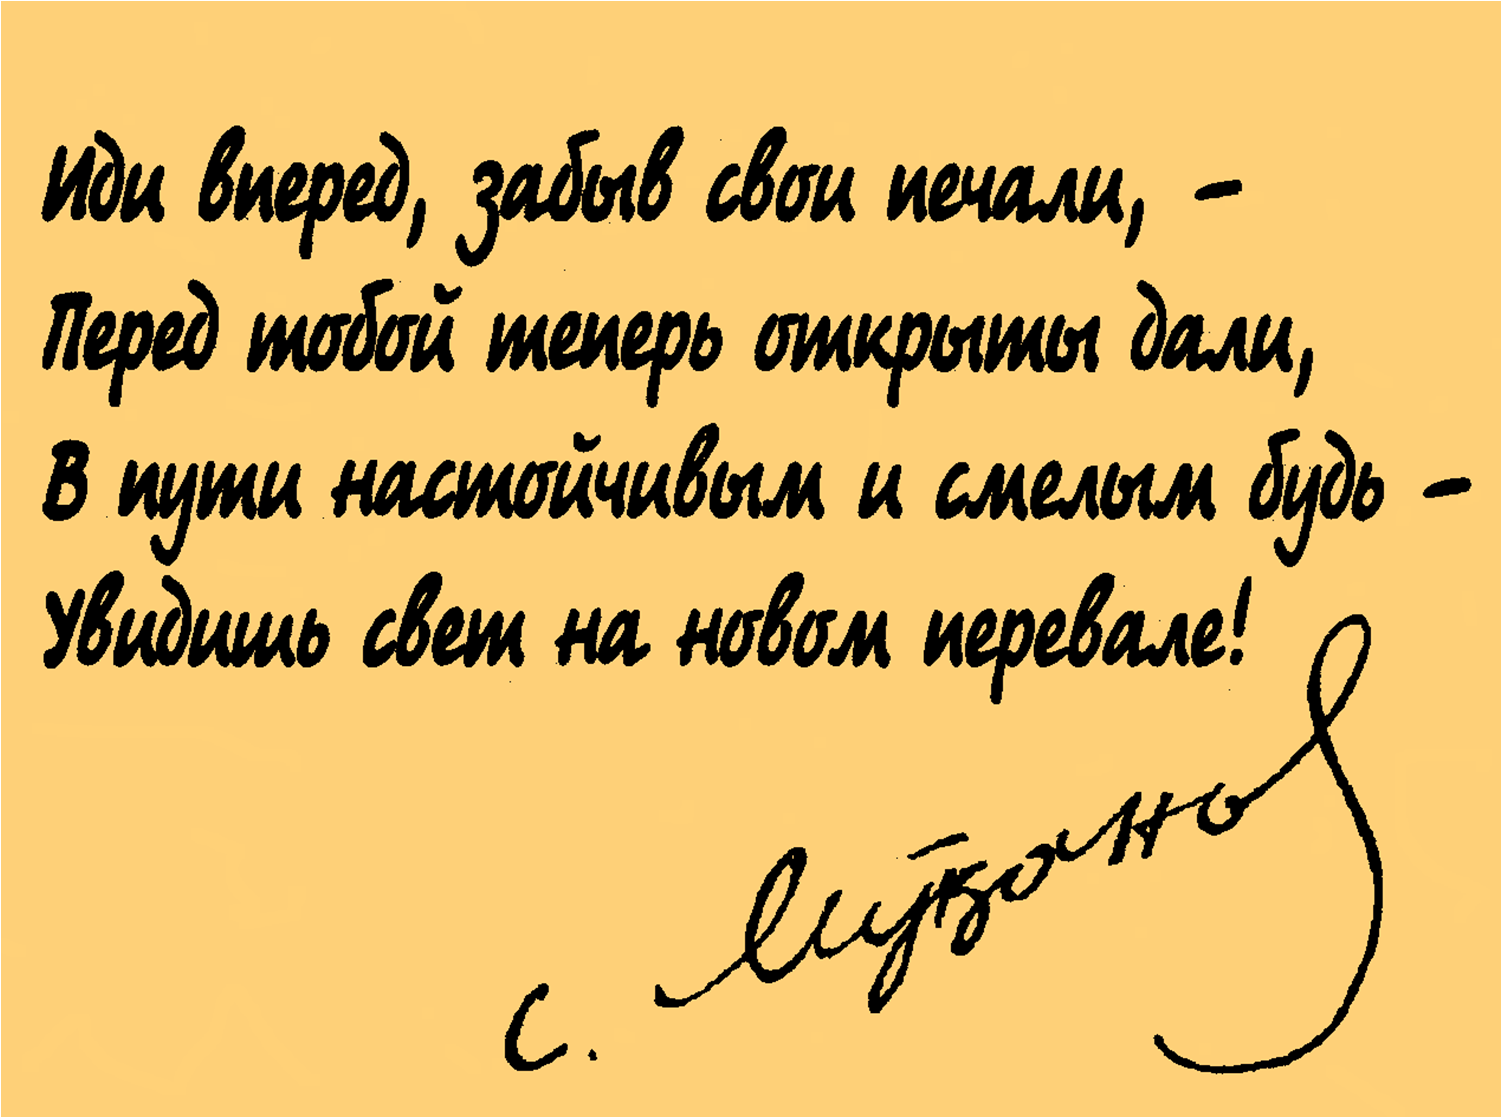 Иди вперед, забыв свои печали, –
Перед тобой теперь открыты дали,
В пути настойчивым и смелым будь –
Увидишь свет на новом перевале!
С. Мұқанов